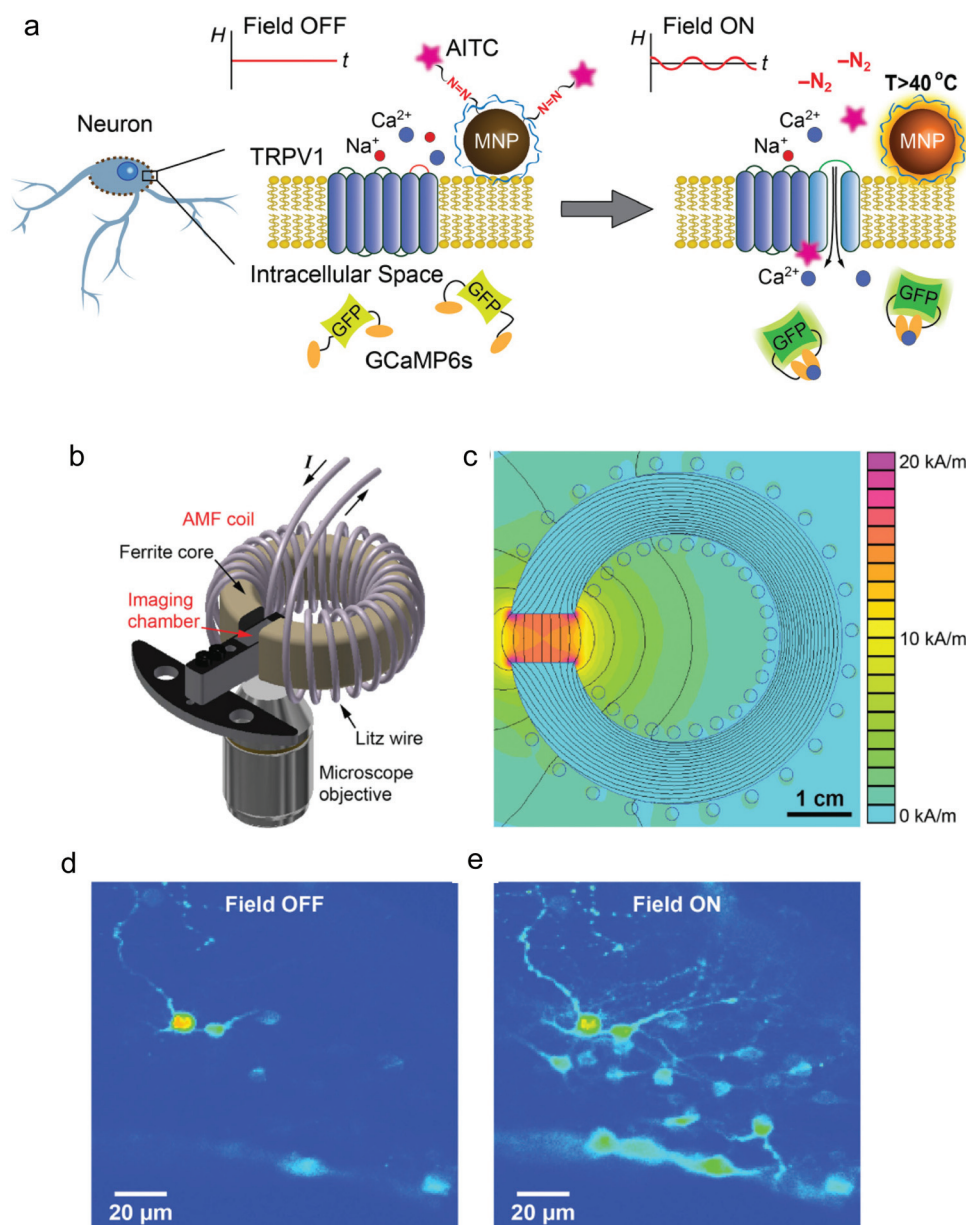 a
Field OFF
H
t
AITC
N=N
N=N
Field ON
H
t
–N₂
–N₂
T>40 °C
Neuron
Ca²⁺
Na⁺
MNP
TRPV1
Ca²⁺
Na⁺
MNP
Intracellular Space
GFP
GFP
GCaMP6s
Ca²⁺
GFP
GFP
b
I
AMF coil
Ferrite core
Imaging
chamber
Litz wire
Microscope
objective
c
20 kA/m
10 kA/m
0 kA/m
1 cm
d
Field OFF
20 µm
e
Field ON
20 µm